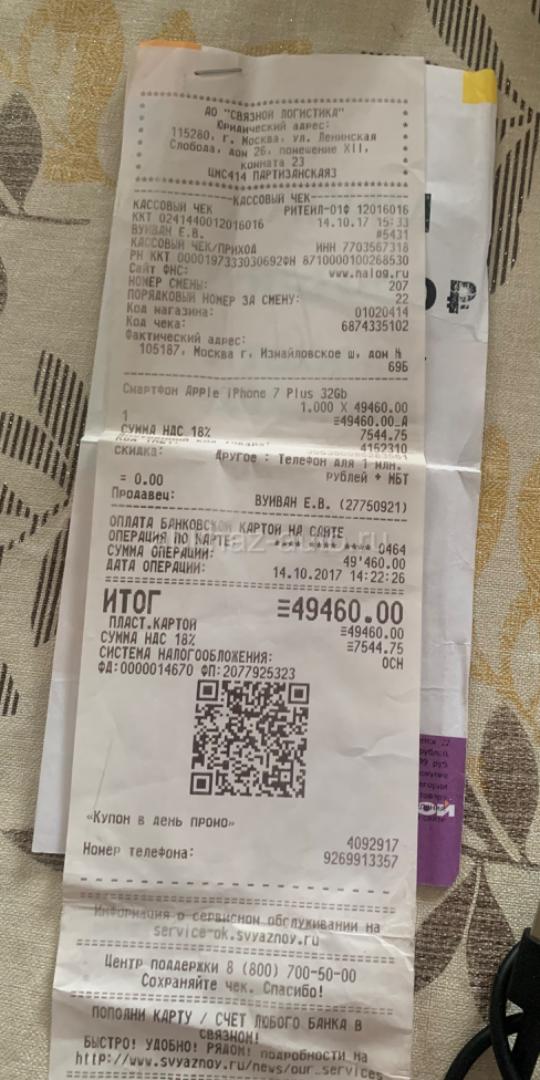 АО "СВЯЗНОЙ ЛОГИСТИКА"
Юридический адрес:
115280, г. Москва, ул. Ленинская
Слобода, дом 26, помещение XII,
комната 23
ЦМС414 ПАРТИЗАНСКАЯ3
КАССОВЫЙ ЧЕК
КАССОВЫЙ ЧЕК РИТЕЙЛ-01Ф 12016016
ККТ 0241440012016016 14.10.17 15:33
ВУИВАН Е.В. #5431
КАССОВЫЙ ЧЕК/ПРИХОД ИНН 7703567318
РН ККТ 0000197333030692 ФН 8710000100268530
Сайт ФНС: www.nalog.ru
НОМЕР СМЕНЫ: 207
ПОРЯДКОВЫЙ НОМЕР ЗА СМЕНУ: 22
Код магазина: 01020414
Код чека: 6874335102
Фактический адрес:
105187, Москва г, Измайловское ш, дом №
69Б
Смартфон Apple iPhone 7 Plus 32Gb
1.000 X 49460.00
1 ≡49460.00_А
СУММА НДС 18% 7544.75
4152310
скидка: Другое : Телефон для 1 млн.
рублей + МБТ
= 0.00
Продавец: ВУИВАН Е.В. (27750921)
ОПЛАТА БАНКОВСКОЙ КАРТОЙ НА САЙТЕ
ОПЕРАЦИЯ ПО КАРТЕ: **** **** **** 0464
СУММА ОПЕРАЦИИ: 49'460.00
ДАТА ОПЕРАЦИИ: 14.10.2017 14:22:26
ИТОГ ≡49460.00
ПЛАСТ.КАРТОЙ ≡49460.00
СУММА НДС 18% ≡7544.75
СИСТЕМА НАЛОГООБЛОЖЕНИЯ: ОСН
ФД:0000014670 ФП:2077925323
«Купон в день промо»
4092917
Номер телефона: 9269913357
Информация о сервисном обслуживании на
service-ok.svyaznoy.ru
Центр поддержки 8 (800) 700-50-00
Сохраняйте чек. Спасибо!
ПОПОЛНИ КАРТУ / СЧЕТ ЛЮБОГО БАНКА В
СВЯЗНОМ!
БЫСТРО! УДОБНО! РЯДОМ! подробности на
http://www.svyaznoy.ru/news/our_services